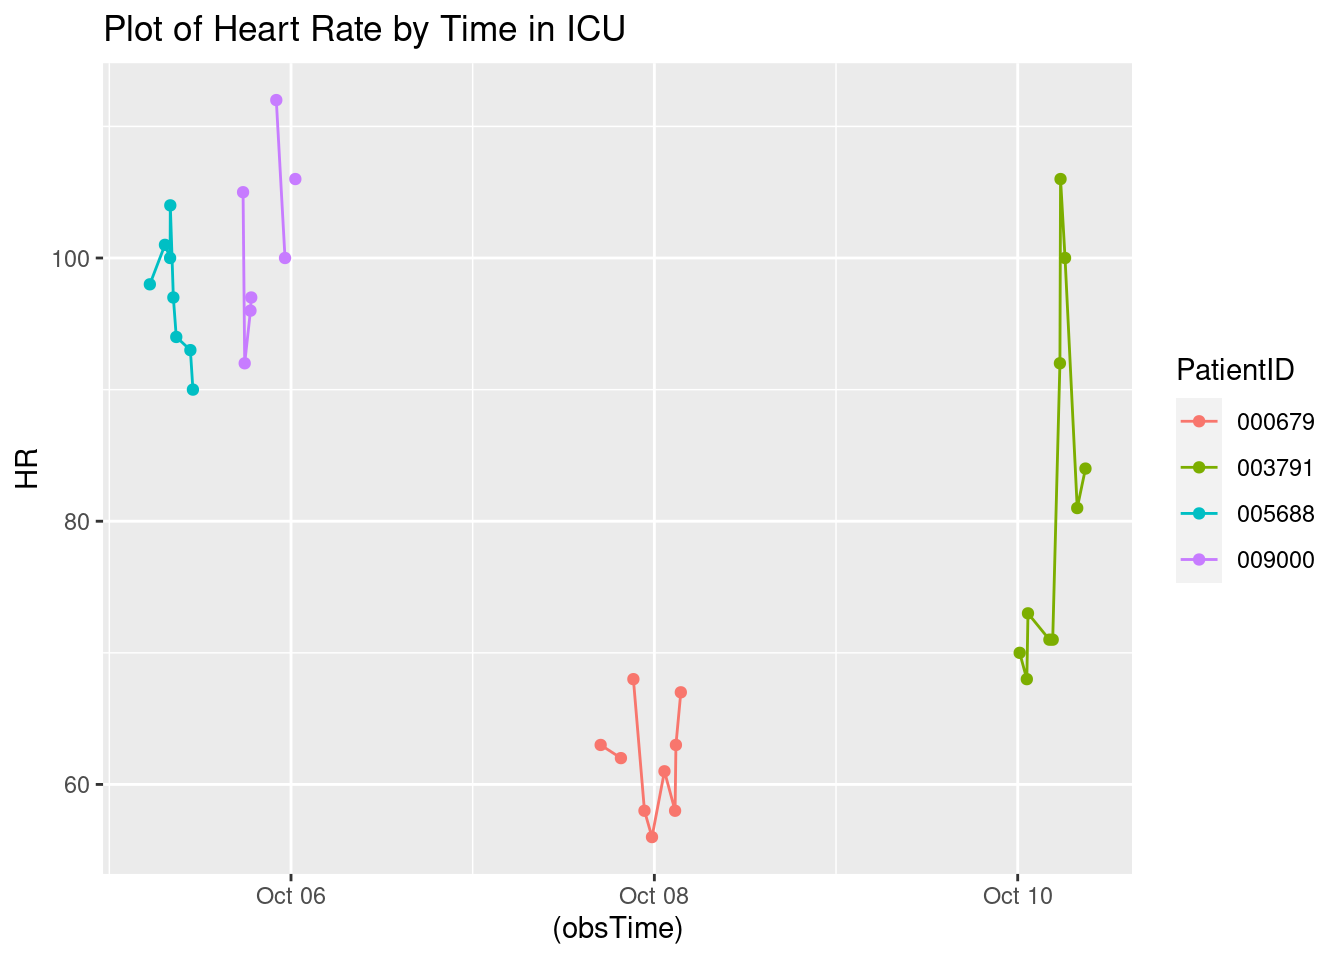 Plot of Heart Rate by Time in ICU
HR
100
80
60
Oct 06
Oct 08
Oct 10
(obsTime)
PatientID
000679
003791
005688
009000